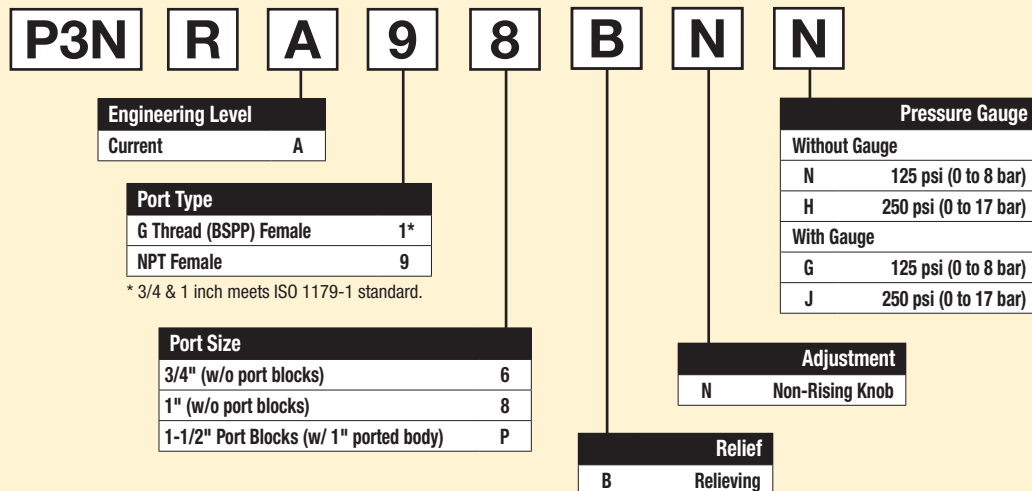 P3N R A 9 8 B N N
Engineering Level
Current A
Port Type
G Thread (BSPP) Female 1*
NPT Female 9
* 3/4 & 1 inch meets ISO 1179-1 standard.
Port Size
3/4" (w/o port blocks) 6
1" (w/o port blocks) 8
1-1/2" Port Blocks (w/ 1" ported body) P
Relief
B Relieving
Adjustment
N Non-Rising Knob
Pressure Gauge
Without Gauge
N 125 psi (0 to 8 bar)
H 250 psi (0 to 17 bar)
With Gauge
G 125 psi (0 to 8 bar)
J 250 psi (0 to 17 bar)